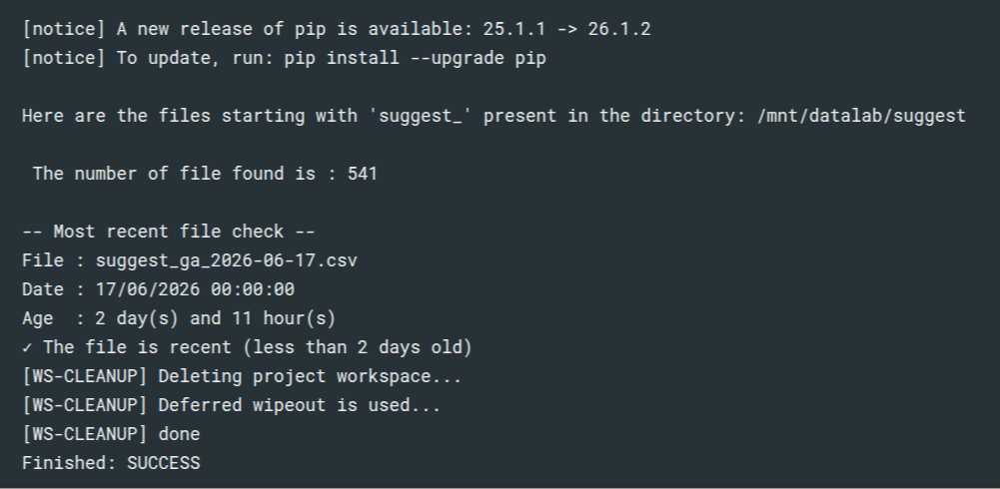 [notice] A new release of pip is available: 25.1.1 -> 26.1.2
[notice] To update, run: pip install --upgrade pip
Here are the files starting with 'suggest_' present in the directory: /mnt/datalab/suggest
The number of file found is : 541
-- Most recent file check --
File : suggest_ga_2026-06-17.csv
Date : 17/06/2026 00:00:00
Age  : 2 day(s) and 11 hour(s)
✓ The file is recent (less than 2 days old)
[WS-CLEANUP] Deleting project workspace...
[WS-CLEANUP] Deferred wipeout is used...
[WS-CLEANUP] done
Finished: SUCCESS